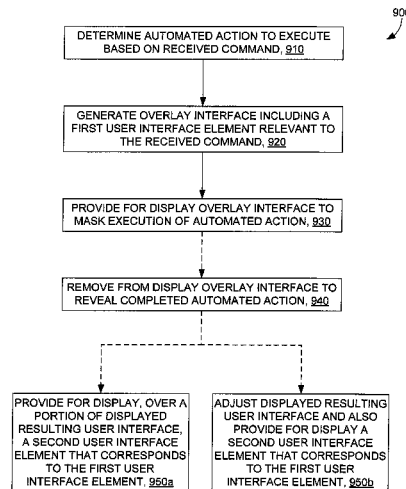 900
DETERMINE AUTOMATED ACTION TO EXECUTE
BASED ON RECEIVED COMMAND, 910
GENERATE OVERLAY INTERFACE INCLUDING A
FIRST USER INTERFACE ELEMENT RELEVANT TO
THE RECEIVED COMMAND, 920
PROVIDE FOR DISPLAY OVERLAY INTERFACE TO
MASK EXECUTION OF AUTOMATED ACTION, 930
REMOVE FROM DISPLAY OVERLAY INTERFACE TO
REVEAL COMPLETED AUTOMATED ACTION, 940
PROVIDE FOR DISPLAY, OVER A
PORTION OF DISPLAYED
RESULTING USER INTERFACE,
A SECOND USER INTERFACE
ELEMENT THAT CORRESPONDS
TO THE FIRST USER
INTERFACE ELEMENT, 950a
ADJUST DISPLAYED RESULTING
USER INTERFACE AND ALSO
PROVIDE FOR DISPLAY A
SECOND USER INTERFACE
ELEMENT THAT CORRESPONDS
TO THE FIRST USER
INTERFACE ELEMENT, 950b